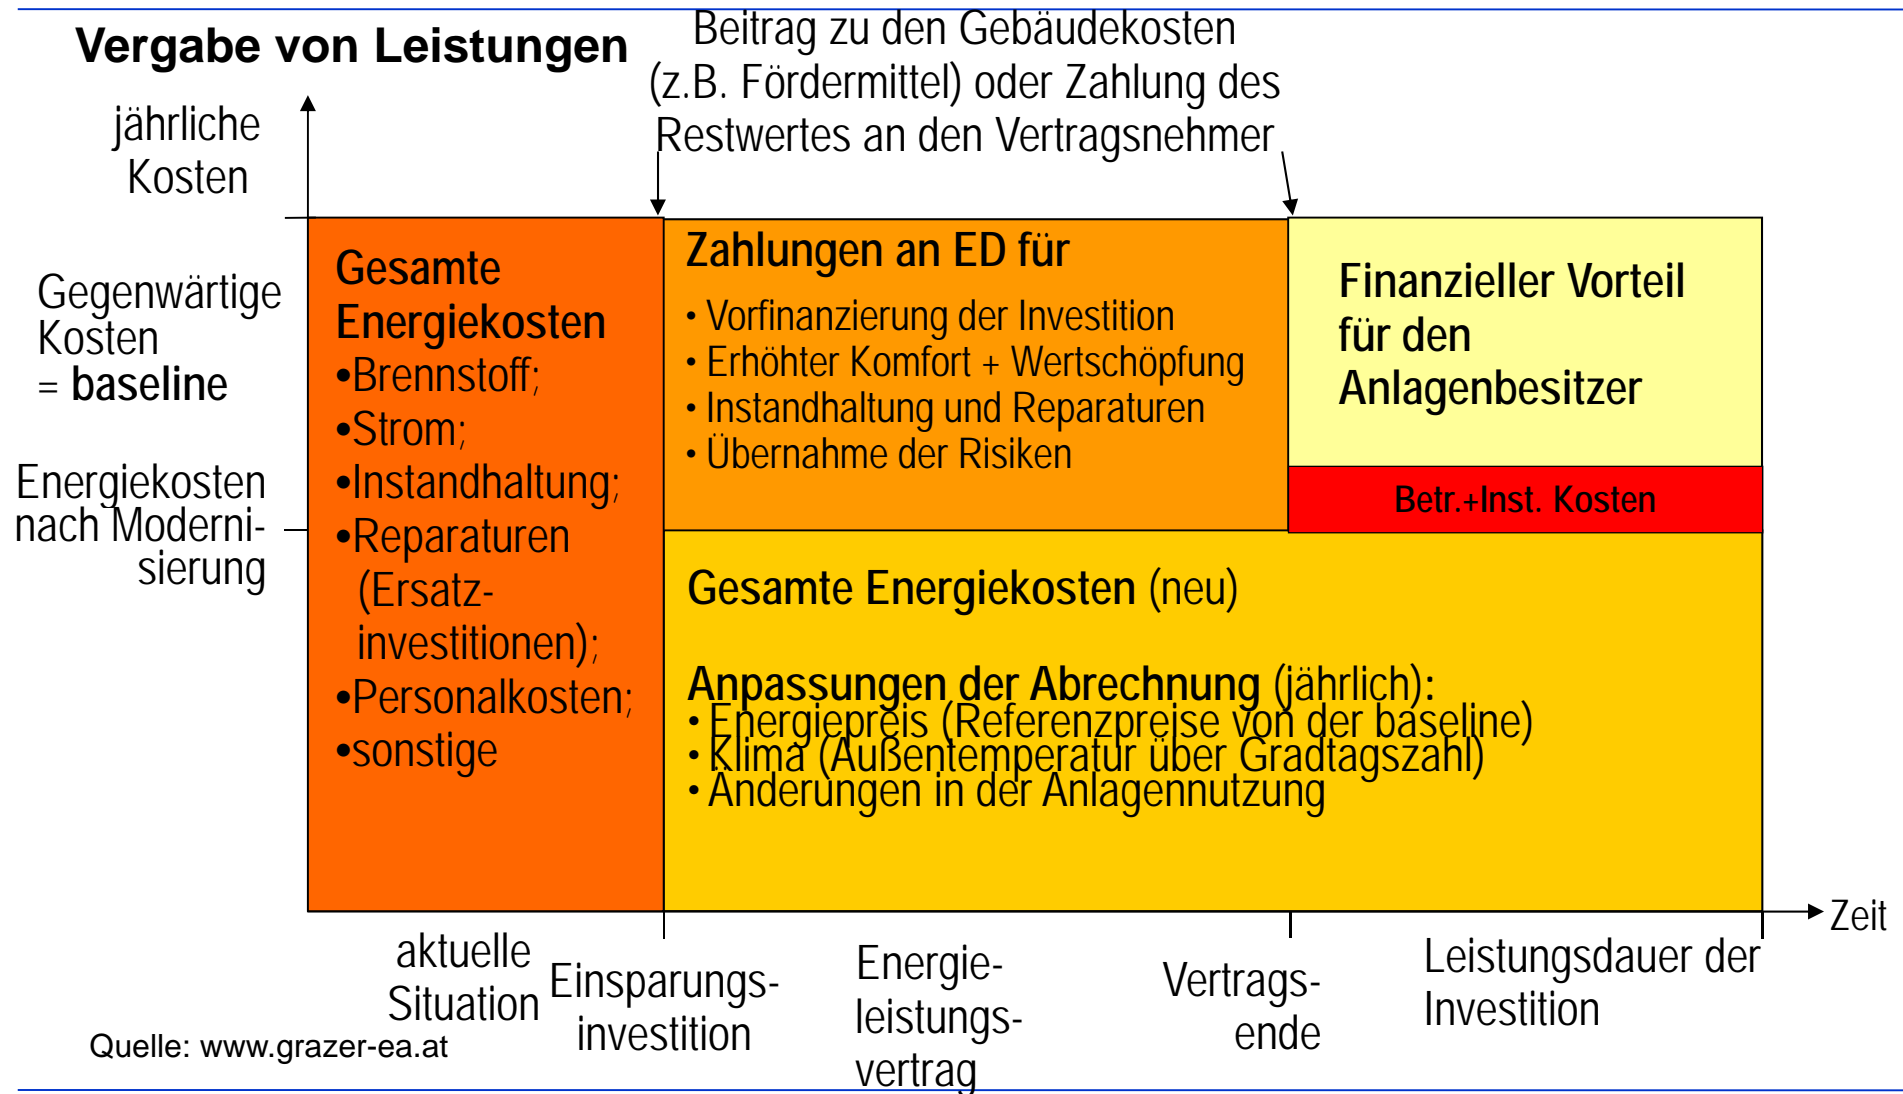 Vergabe von Leistungen
Beitrag zu den Gebäudekosten
(z.B. Fördermittel) oder Zahlung des
Restwertes an den Vertragsnehmer
jährliche
Kosten
Gegenwärtige
Kosten
= baseline
Energiekosten
nach Moderni-
sierung
Gesamte
Energiekosten
•Brennstoff;
•Strom;
•Instandhaltung;
•Reparaturen
(Ersatz-
investitionen);
•Personalkosten;
•sonstige
Zahlungen an ED für
• Vorfinanzierung der Investition
• Erhöhter Komfort + Wertschöpfung
• Instandhaltung und Reparaturen
• Übernahme der Risiken
Finanzieller Vorteil
für den
Anlagenbesitzer
Betr.+Inst. Kosten
Gesamte Energiekosten (neu)
Anpassungen der Abrechnung (jährlich):
• Energiepreis (Referenzpreise von der baseline)
• Klima (Außentemperatur über Gradtagszahl)
• Änderungen in der Anlagennutzung
Zeit
aktuelle
Situation
Einsparungs-
investition
Energie-
leistungs-
vertrag
Vertrags-
ende
Leistungsdauer der
Investition
Quelle: www.grazer-ea.at